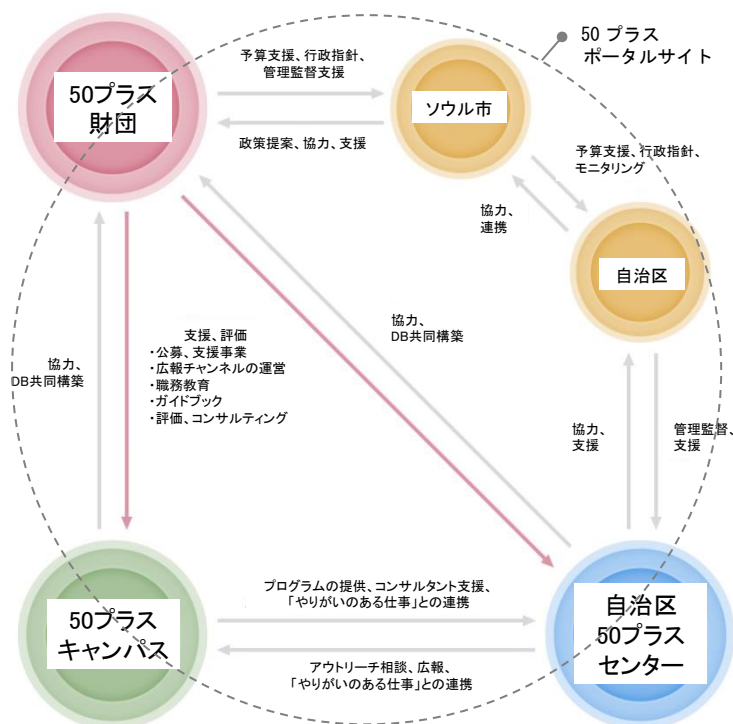 50 プラス
ポータルサイト
予算支援、行政指針、
管理監督支援
50プラス
財団
ソウル市
政策提案、協力、支援
予算支援、行政指針、
モニタリング
協力、
連携
自治区
協力、
DB共同構築
支援、評価
・公募、支援事業
・広報チャンネルの運営
・職務教育
・ガイドブック
・評価、コンサルティング
協力、
DB共同構築
協力、
支援
管理監督、
支援
プログラムの提供、コンサルタント支援、
「やりがいのある仕事」との連携
50プラス
キャンパス
自治区
50プラス
センター
アウトリーチ相談、広報、
「やりがいのある仕事」との連携